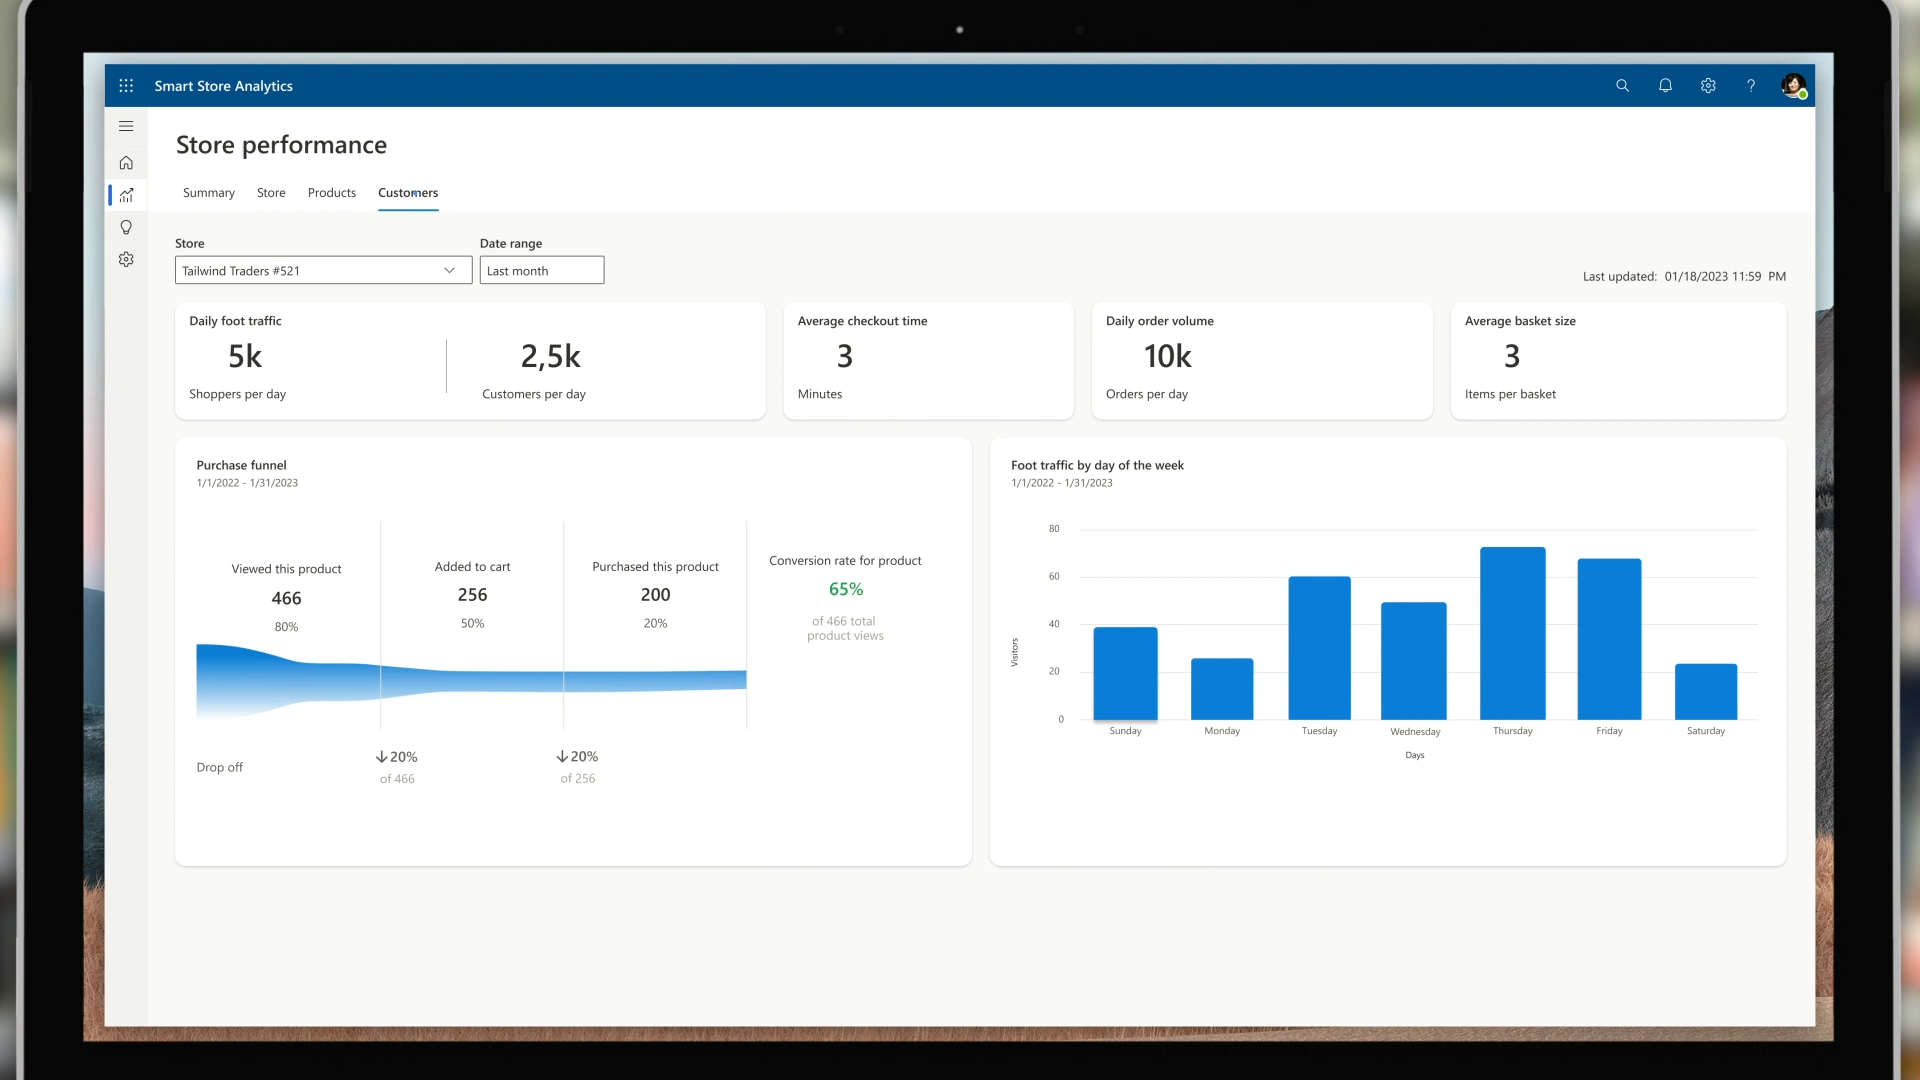 Smart Store Analytics
?
Store performance
Summary Store Products Customers
Store Date range
Tailwind Traders #521 Last month
Last updated: 01/18/2023 11:59 PM
Daily foot traffic
5k 2,5k
Shoppers per day Customers per day
Average checkout time
3
Minutes
Daily order volume
10k
Orders per day
Average basket size
3
Items per basket
Purchase funnel
1/1/2022 - 1/31/2023
Viewed this product
466
80%
Added to cart
256
50%
Purchased this product
200
20%
Conversion rate for product
65%
of 466 total
product views
Drop off
↓20%
of 466
↓20%
of 256
Foot traffic by day of the week
1/1/2022 - 1/31/2023
80
60
40
20
0
Visitors
Sunday Monday Tuesday Wednesday Thursday Friday Saturday
Days